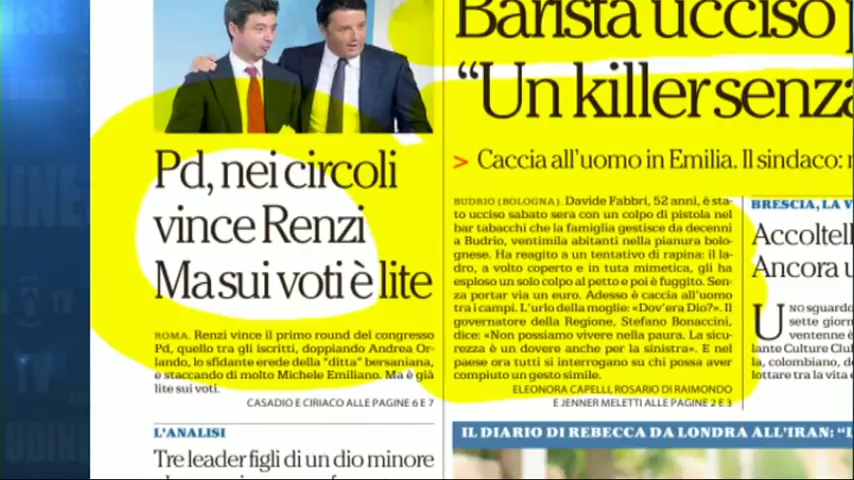 Pd, nei circoli
vince Renzi
Ma sui voti è lite
ROMA. Renzi vince il primo round del congresso
Pd, quello tra gli iscritti, doppiando Andrea Or-
lando, lo sfidante erede della "ditta" bersaniana,
e staccando di molto Michele Emiliano. Ma è già
lite sui voti.
CASADIO E CIRIACO ALLE PAGINE 6 E 7
L'ANALISI
Tre leader figli di un dio minore
Barista ucciso
"Un killer senza
> Caccia all'uomo in Emilia. Il sindaco:
BUDRIO (BOLOGNA). Davide Fabbri, 52 anni, è sta-
to ucciso sabato sera con un colpo di pistola nel
bar tabacchi che la famiglia gestisce da decenni
a Budrio, ventimila abitanti nella pianura bolo-
gnese. Ha reagito a un tentativo di rapina: il la-
dro, a volto coperto e in tuta mimetica, gli ha
esploso un solo colpo al petto e poi è fuggito. Sen-
za portar via un euro. Adesso è caccia all'uomo
tra i campi. L'urlo della moglie: «Dov'era Dio?». Il
governatore della Regione, Stefano Bonaccini,
dice: «Non possiamo vivere nella paura. La sicu-
rezza è un dovere anche per la sinistra». E nel
paese ora tutti si interrogano su chi possa aver
compiuto un gesto simile.
ELEONORA CAPELLI, ROSARIO DI RAIMONDO
E JENNER MELETTI ALLE PAGINE 2 E 3
BRESCIA, LA V
Accoltell
Ancora u
UNO sguardo
sette giorn
ventenne è
lante Culture Clu
la, colombiano, de
lottare tra la vita e
IL DIARIO DI REBECCA DA LONDRA ALL'IRAN: "L